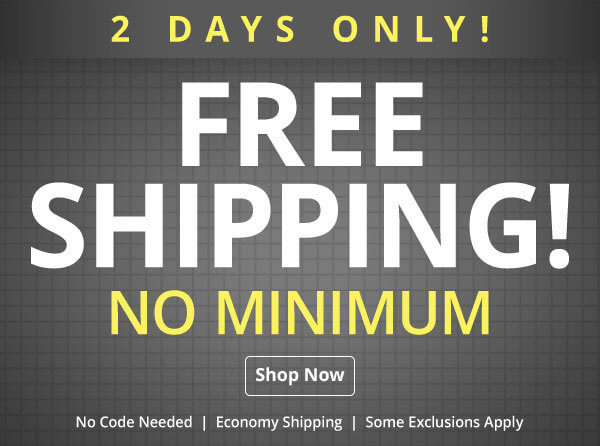 2 DAYS ONLY!
FREE
SHIPPING!
NO MINIMUM
Shop Now
No Code Needed | Economy Shipping | Some Exclusions Apply